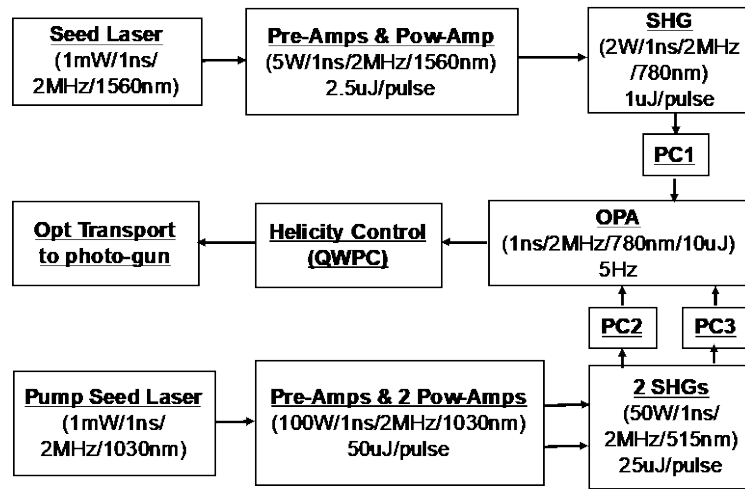 Seed Laser
(1mW/1ns/
2MHz/1560nm)
Pre-Amps & Pow-Amp
(5W/1ns/2MHz/1560nm)
2.5uJ/pulse
SHG
(2W/1ns/2MHz
/780nm)
1uJ/pulse
PC1
Opt Transport
to photo-gun
Helicity Control
(QWPC)
OPA
(1ns/2MHz/780nm/10uJ)
5Hz
PC2
PC3
Pump Seed Laser
(1mW/1ns/
2MHz/1030nm)
Pre-Amps & 2 Pow-Amps
(100W/1ns/2MHz/1030nm)
50uJ/pulse
2 SHGs
(50W/1ns/
2MHz/515nm)
25uJ/pulse